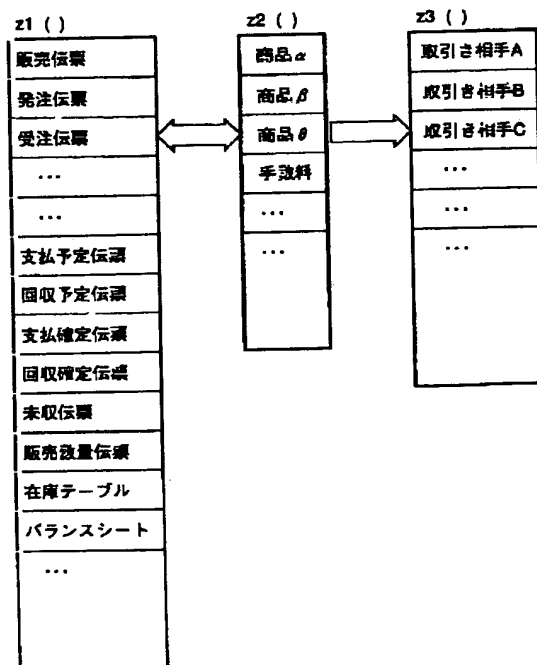 z1 ( )
販売伝票
発注伝票
受注伝票
...
...
支払予定伝票
回収予定伝票
支払確定伝票
回収確定伝票
未収伝票
販売数量伝票
在庫テーブル
バランスシート
...
z2 ( )
商品α
商品β
商品θ
手数料
...
...
z3 ( )
取引き相手A
取引き相手B
取引き相手C
...
...
...